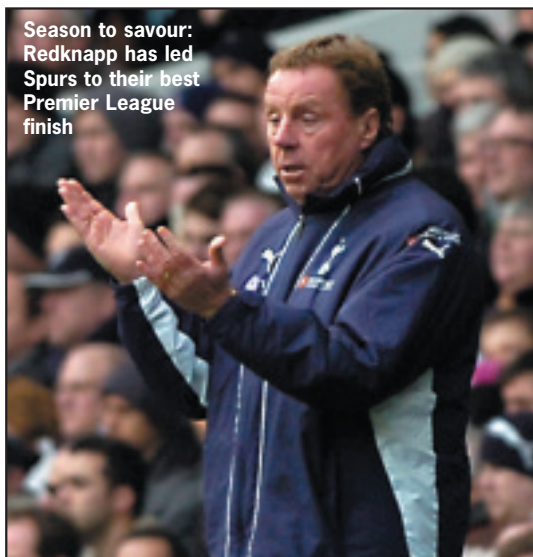 Season to savour:
Redknapp has led
Spurs to their best
Premier League
finish